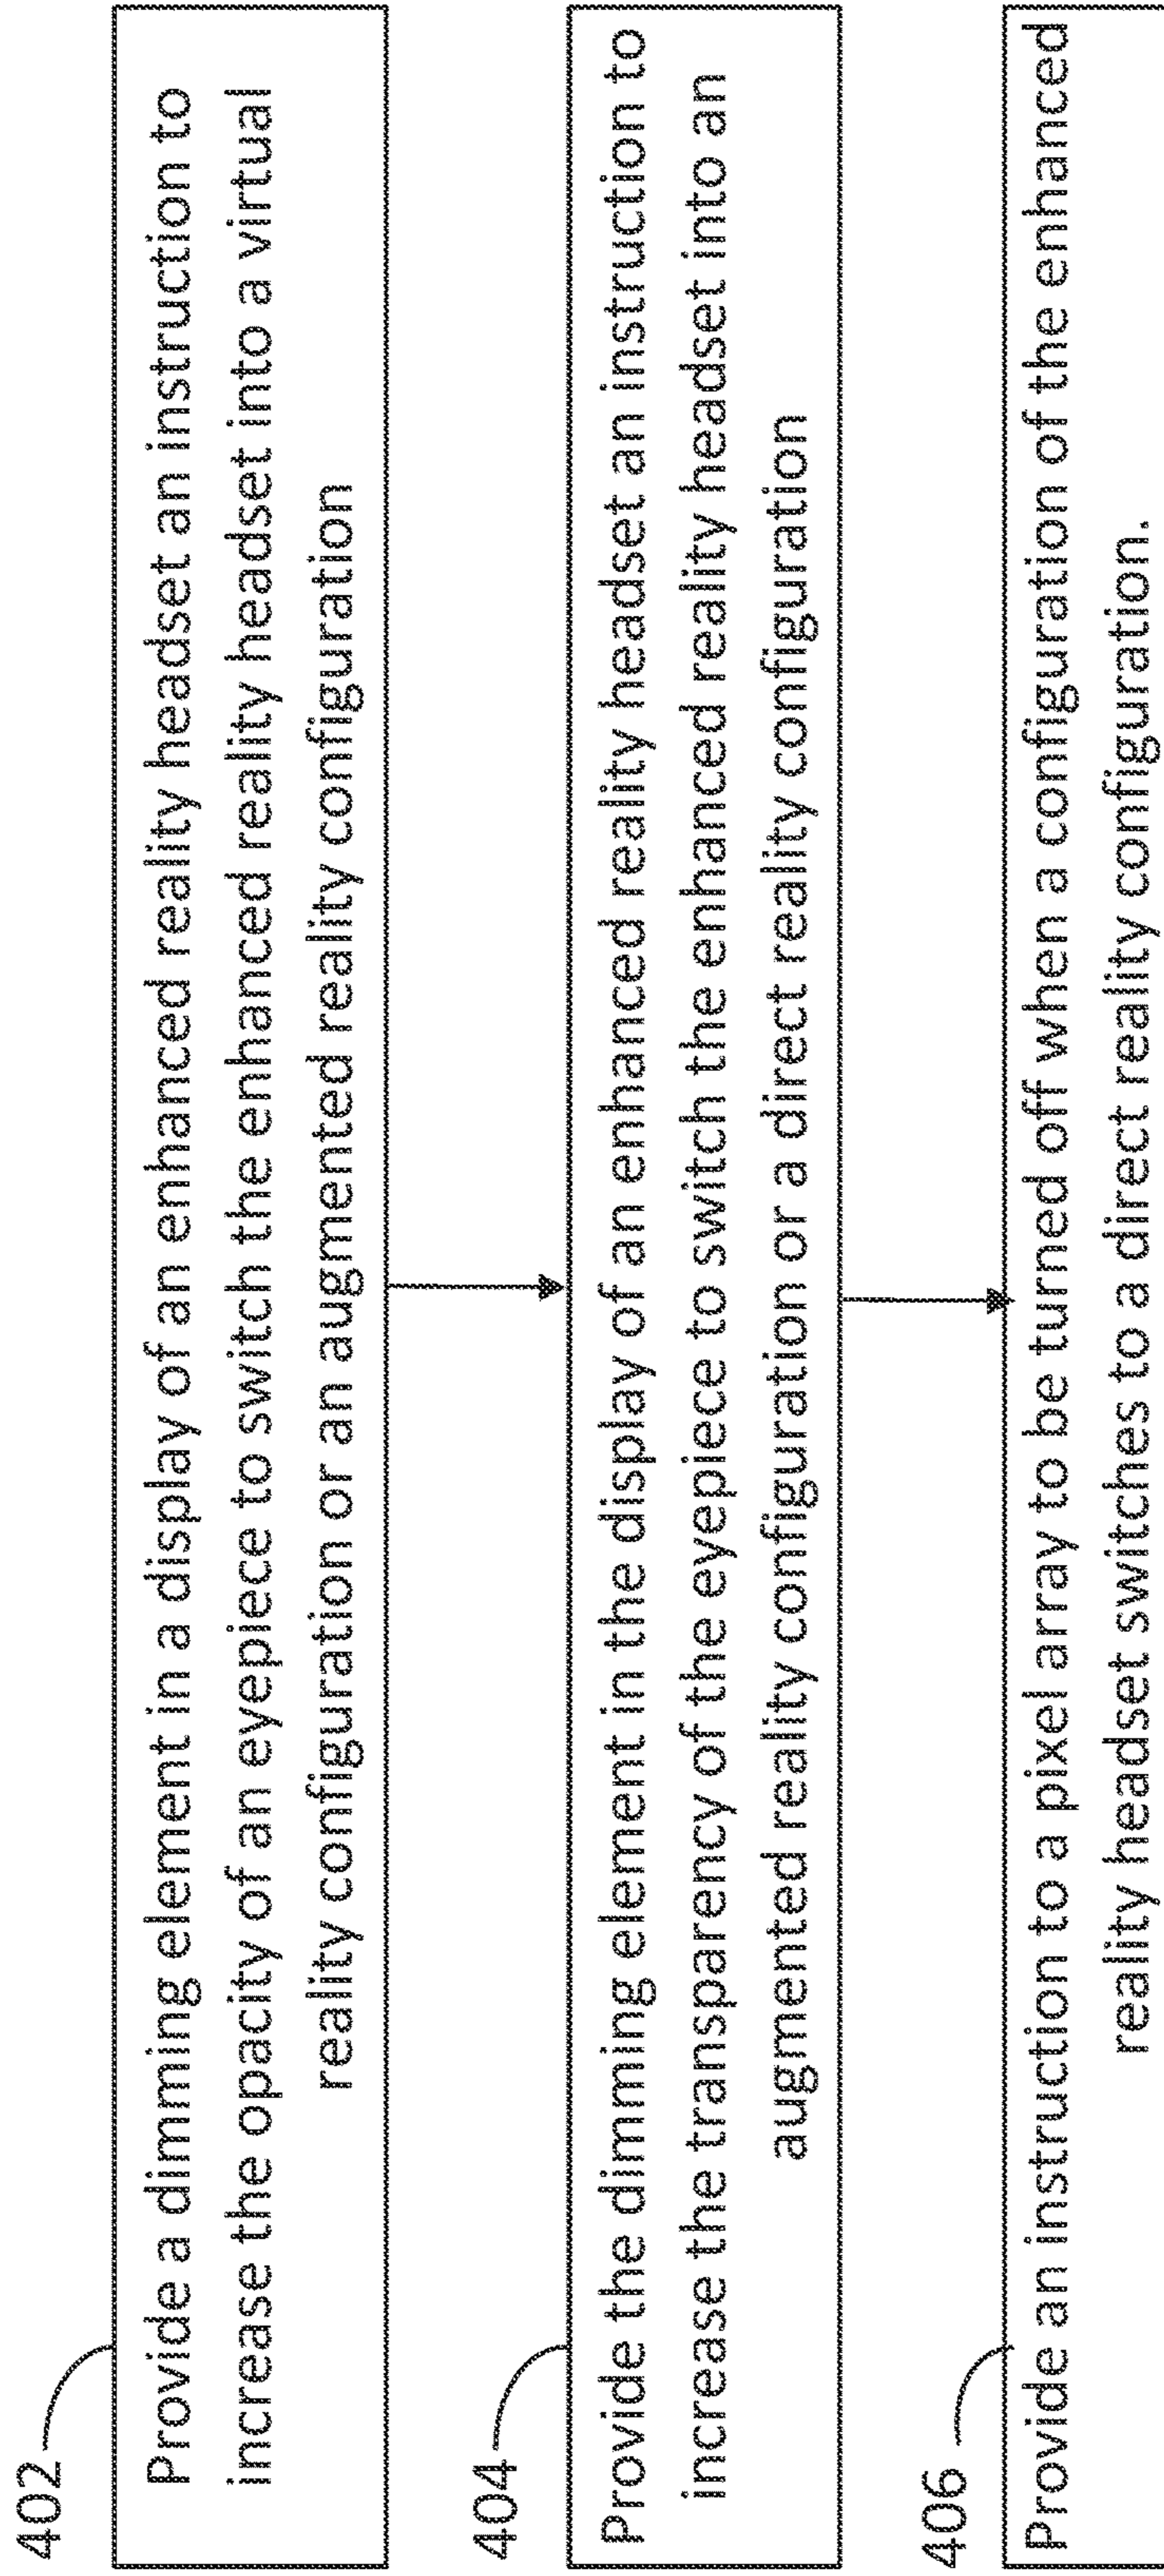 402
Provide a dimming element in a display of an enhanced reality headset an instruction to
increase the opacity of an eyepiece to switch the enhanced reality headset into a virtual
reality configuration or an augmented reality configuration
404
Provide the dimming element in the display of an enhanced reality headset an instruction to
increase the transparency of the eyepiece to switch the enhanced reality headset into an
augmented reality configuration or a direct reality configuration
406
Provide an instruction to a pixel array to be turned off when a configuration of the enhanced
reality headset switches to a direct reality configuration.